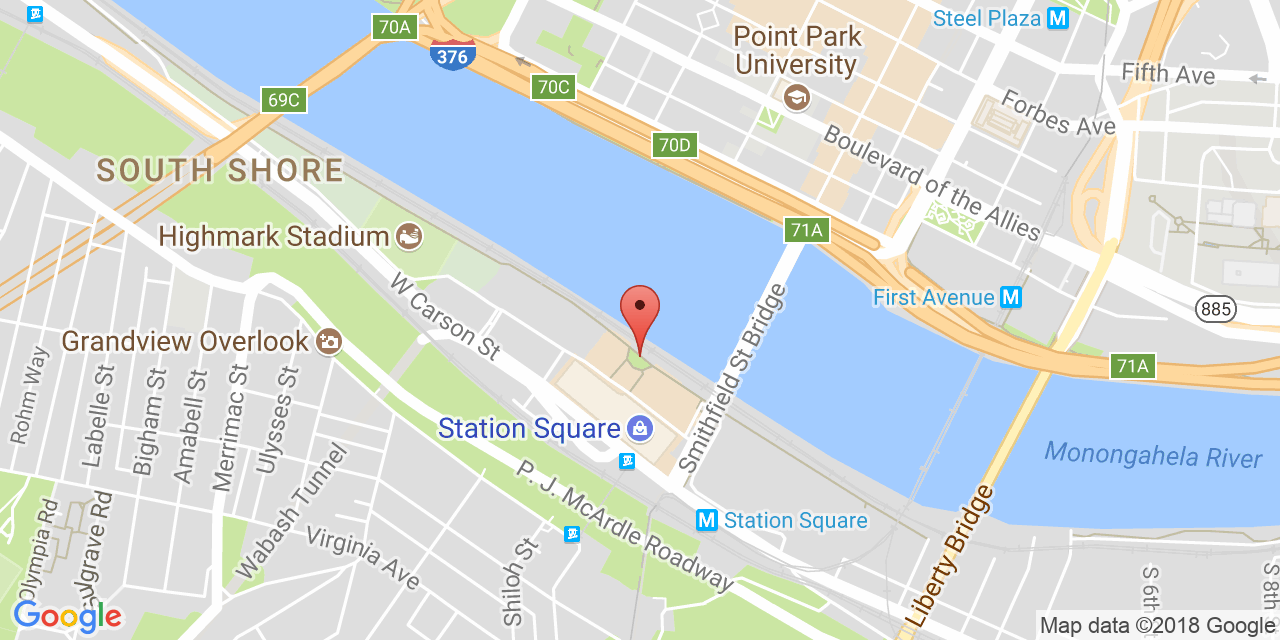 70A
376
Steel Plaza M
Point Park
University
Fifth Ave
70C
69C
Forbes Ave
70D
Boulevard of the Allies
SOUTH SHORE
Highmark Stadium
71A
First Avenue M
885
W Carson St
Grandview Overlook
Smithfield St Bridge
71A
Rohm Way
Labelle St
Bigham St
Amabell St
Merrimac St
Ulysses St
Station Square
Monongahela River
Wabash Tunnel
P. J. McArdle Roadway
M Station Square
Liberty Bridge
Olympia Rd
Sulgrave Rd
Virginia Ave
Shiloh St
S 6th
S 8th
Google
Map data ©2018 Google